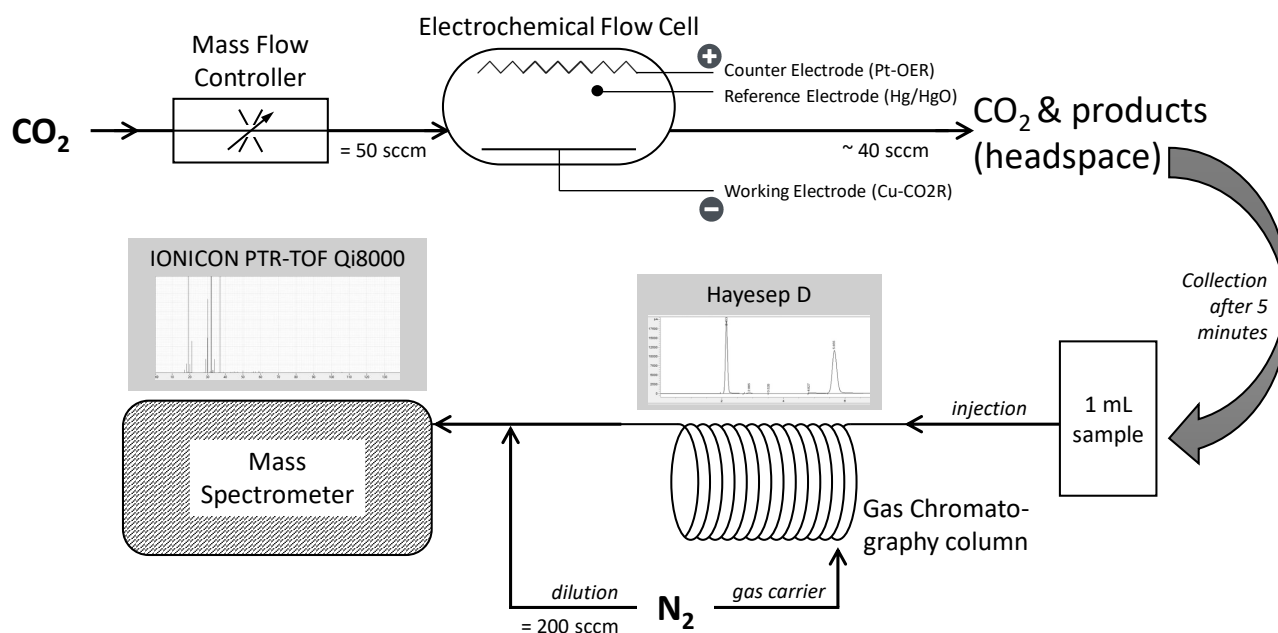 Electrochemical Flow Cell
Mass Flow
Controller
+
Counter Electrode (Pt-OER)
Reference Electrode (Hg/HgO)
CO₂
= 50 sccm
~ 40 sccm
CO₂ & products
(headspace)
Working Electrode (Cu-CO2R)
−
IONICON PTR-TOF Qi8000
Hayesep D
Collection
after 5
minutes
injection
1 mL
sample
Mass
Spectrometer
Gas Chromato-
graphy column
dilution
N₂
gas carrier
= 200 sccm